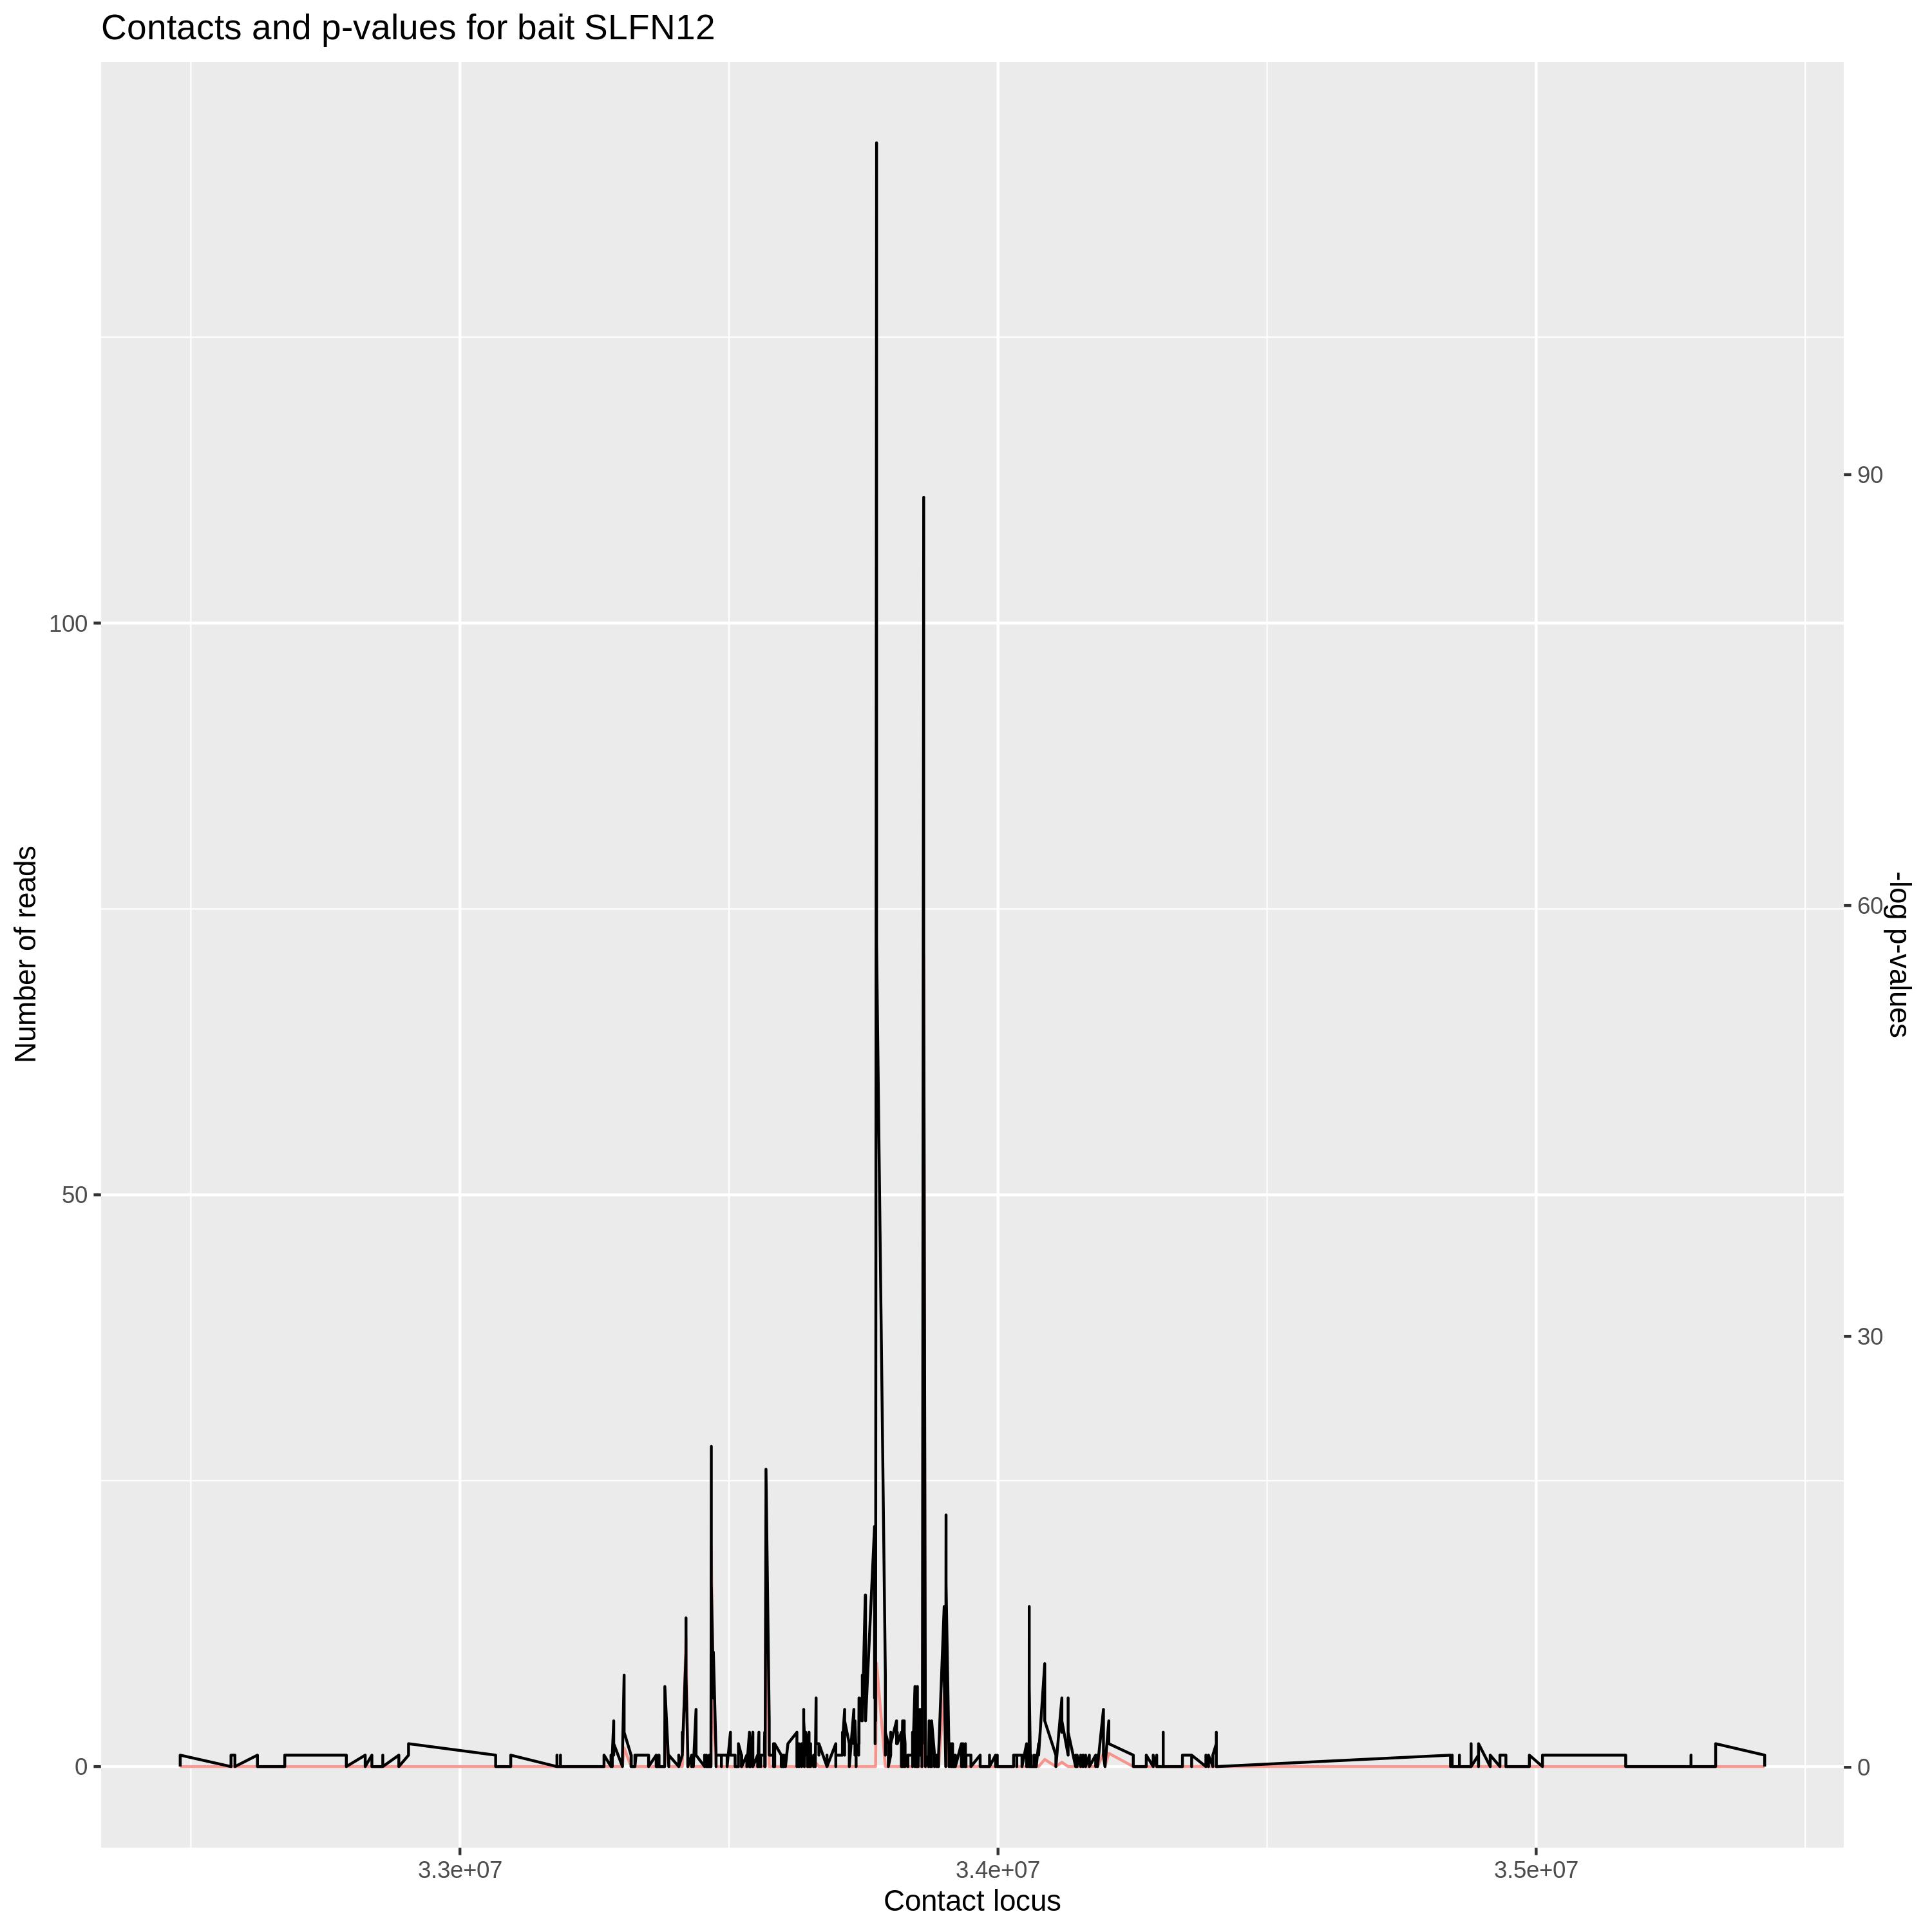 Contacts and p-values for bait SLFN12
Number of reads
100
50
0
90
60
30
0
-log p-values
3.3e+07
3.4e+07
3.5e+07
Contact locus